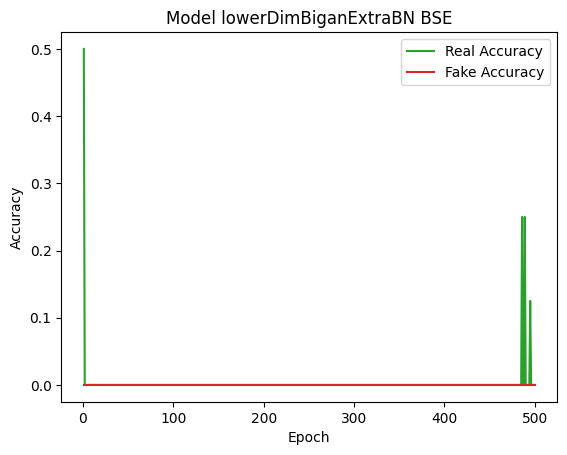 Model lowerDimBiganExtraBN BSE
Real Accuracy
Fake Accuracy
Accuracy
0.5
0.4
0.3
0.2
0.1
0.0
0 100 200 300 400 500
Epoch